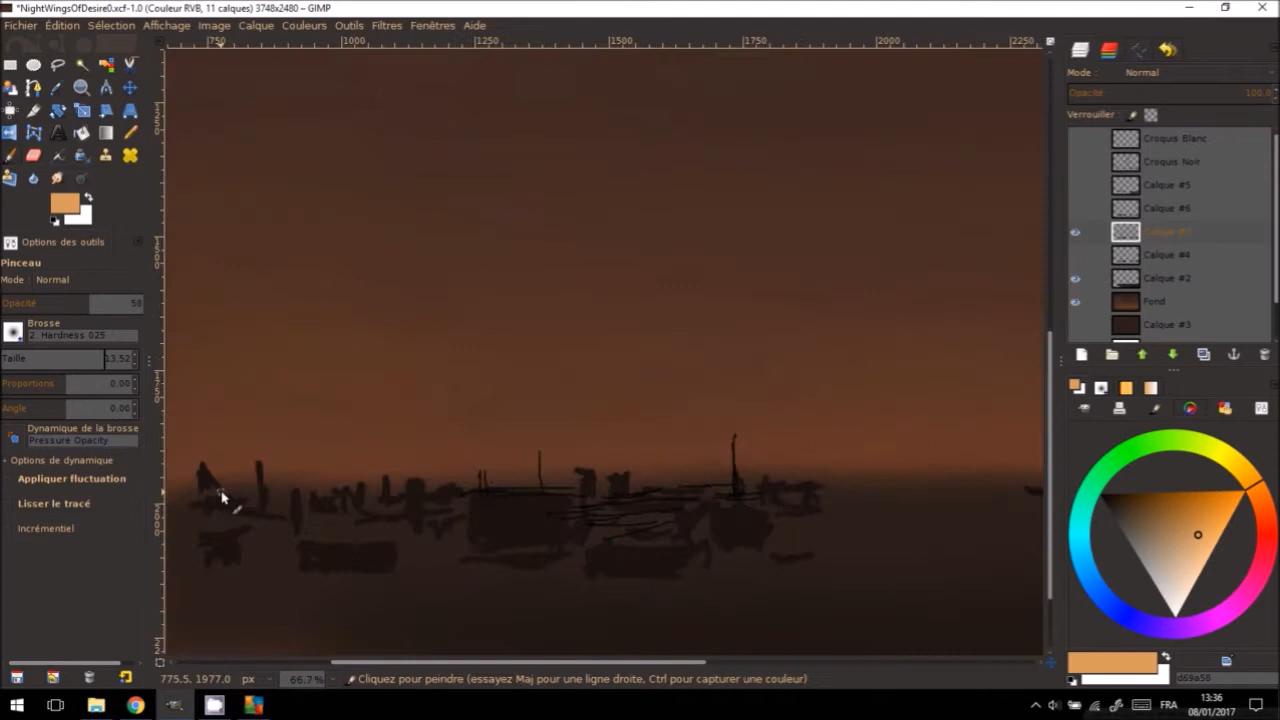 *NightWingsOfDesire0.xcf-1.0 (Couleur RVB, 11 calques) 3748x2480 – GIMP
Fichier Édition Sélection Affichage Image Calque Couleurs Outils Filtres Fenêtres Aide
750 1000 1250 1500 1750 2000 2250
Mode : Normal
Opacité 100,0
Verrouiller
Croquis Blanc
Croquis Noir
Calque #5
Calque #6
Calque #4
Calque #2
Fond
Calque #3
Options des outils
Pinceau
Mode : Normal
Opacité 58
Brosse
2. Hardness 025
Taille 13,52
Proportions 0,00
Angle 0,00
Dynamique de la brosse
Pressure Opacity
Options de dynamique
Appliquer fluctuation
Lisser le tracé
Incrémentiel
d69a58
775,5, 1977,0 px 66,7 % Cliquez pour peindre (essayez Maj pour une ligne droite, Ctrl pour capturer une couleur)
FRA
13:36
08/01/2017